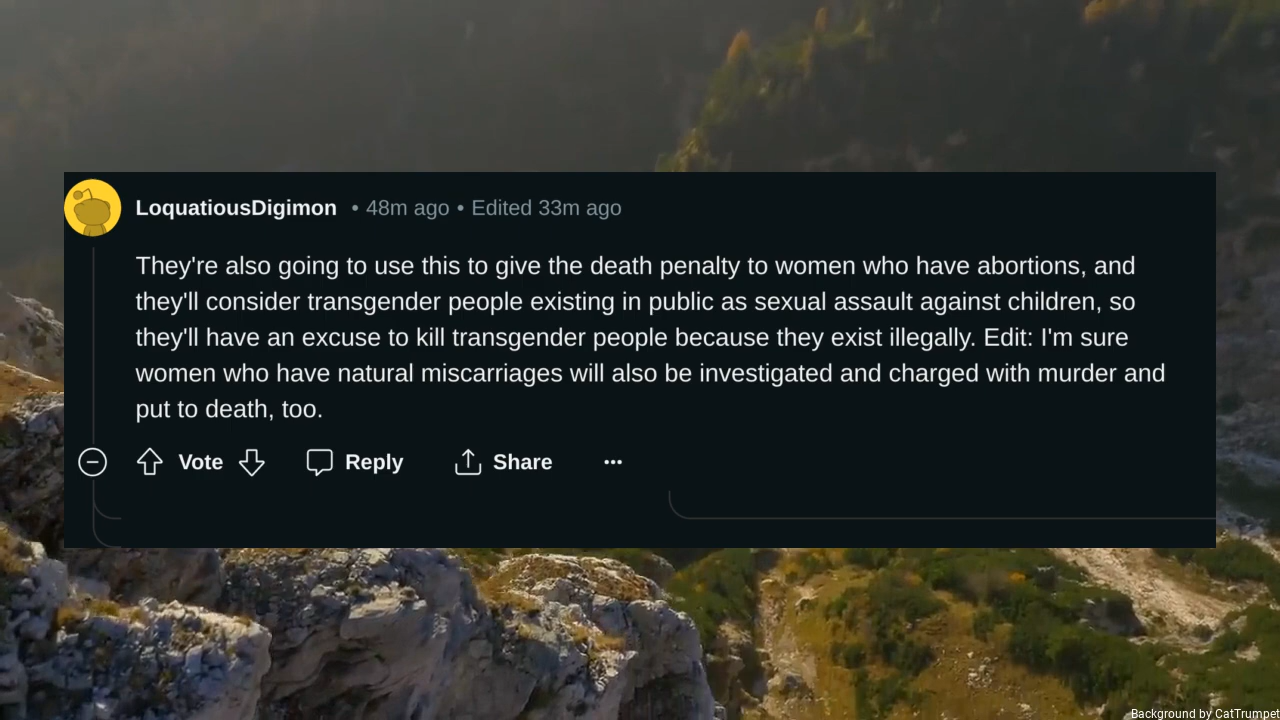 LoquatiousDigimon • 48m ago • Edited 33m ago
They're also going to use this to give the death penalty to women who have abortions, and
they'll consider transgender people existing in public as sexual assault against children, so
they'll have an excuse to kill transgender people because they exist illegally. Edit: I'm sure
women who have natural miscarriages will also be investigated and charged with murder and
put to death, too.
Vote Reply Share ...
Background by CatTrumpet